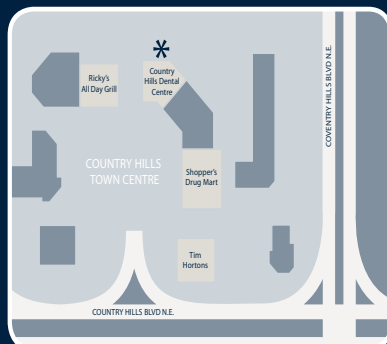 *
Ricky's
All Day Grill
Country
Hills Dental
Centre
COVENTRY HILLS BLVD N.E.
COUNTRY HILLS
TOWN CENTRE
Shopper's
Drug Mart
Tim
Hortons
COUNTRY HILLS BLVD N.E.